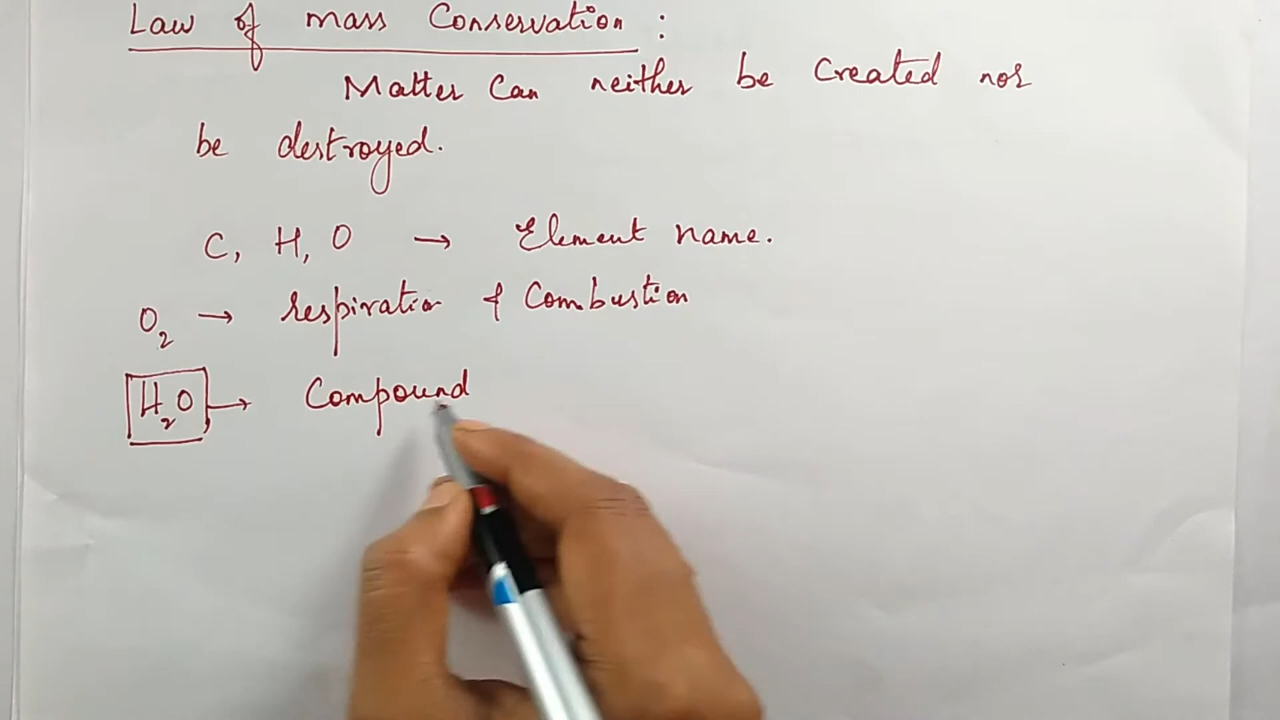 Law of mass Conservation :
Matter Can neither be Created nor
be destroyed.
C, H, O → Element name.
O₂ → respiration & Combustion
H₂O → Compound